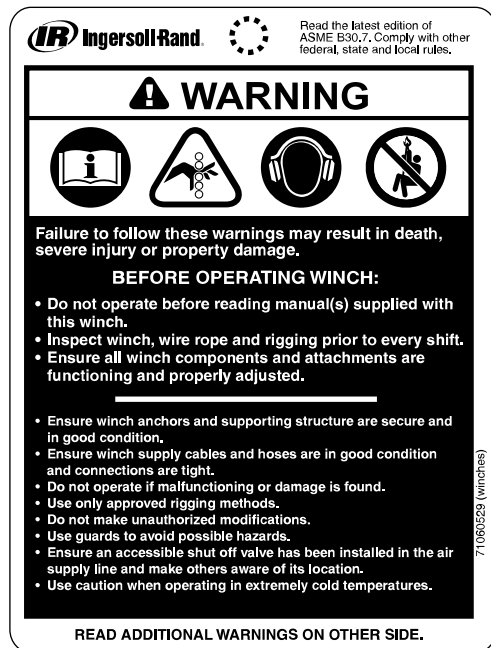 IR Ingersoll-Rand.
Read the latest edition of
ASME B30.7. Comply with other
federal, state and local rules.
WARNING
i
Failure to follow these warnings may result in death,
severe injury or property damage.
BEFORE OPERATING WINCH:
• Do not operate before reading manual(s) supplied with
this winch.
• Inspect winch, wire rope and rigging prior to every shift.
• Ensure all winch components and attachments are
functioning and properly adjusted.
• Ensure winch anchors and supporting structure are secure and
in good condition.
• Ensure winch supply cables and hoses are in good condition
and connections are tight.
• Do not operate if malfunctioning or damage is found.
• Use only approved rigging methods.
• Do not make unauthorized modifications.
• Use guards to avoid possible hazards.
• Ensure an accessible shut off valve has been installed in the air
supply line and make others aware of its location.
• Use caution when operating in extremely cold temperatures.
71060529 (winches)
READ ADDITIONAL WARNINGS ON OTHER SIDE.